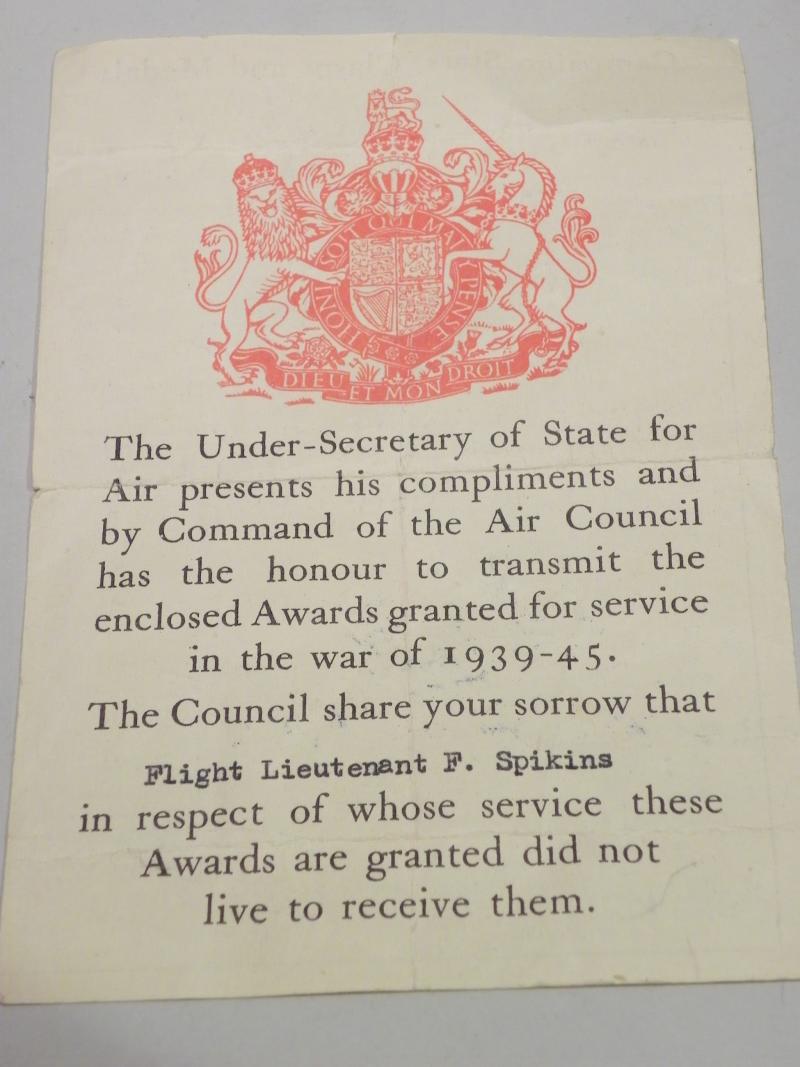 HONI SOIT QUI MAL Y PENSE
DIEU ET MON DROIT
The Under-Secretary of State for
Air presents his compliments and
by Command of the Air Council
has the honour to transmit the
enclosed Awards granted for service
in the war of 1939-45.
The Council share your sorrow that
Flight Lieutenant F. Spikins
in respect of whose service these
Awards are granted did not
live to receive them.